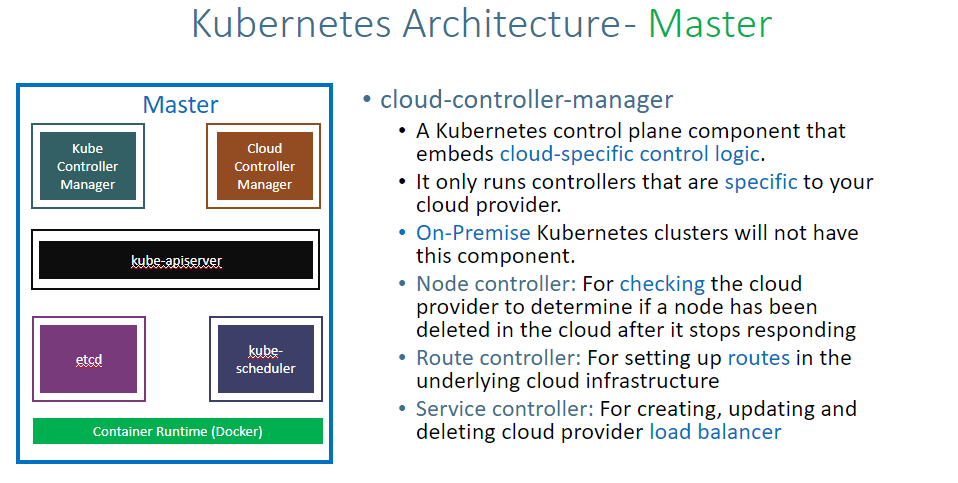 Kubernetes Architecture- Master
Master
Kube
Controller
Manager
Cloud
Controller
Manager
kube-apiserver
etcd
kube-
scheduler
Container Runtime (Docker)
• cloud-controller-manager
• A Kubernetes control plane component that
embeds cloud-specific control logic.
• It only runs controllers that are specific to your
cloud provider.
• On-Premise Kubernetes clusters will not have
this component.
• Node controller: For checking the cloud
provider to determine if a node has been
deleted in the cloud after it stops responding
• Route controller: For setting up routes in the
underlying cloud infrastructure
• Service controller: For creating, updating and
deleting cloud provider load balancer